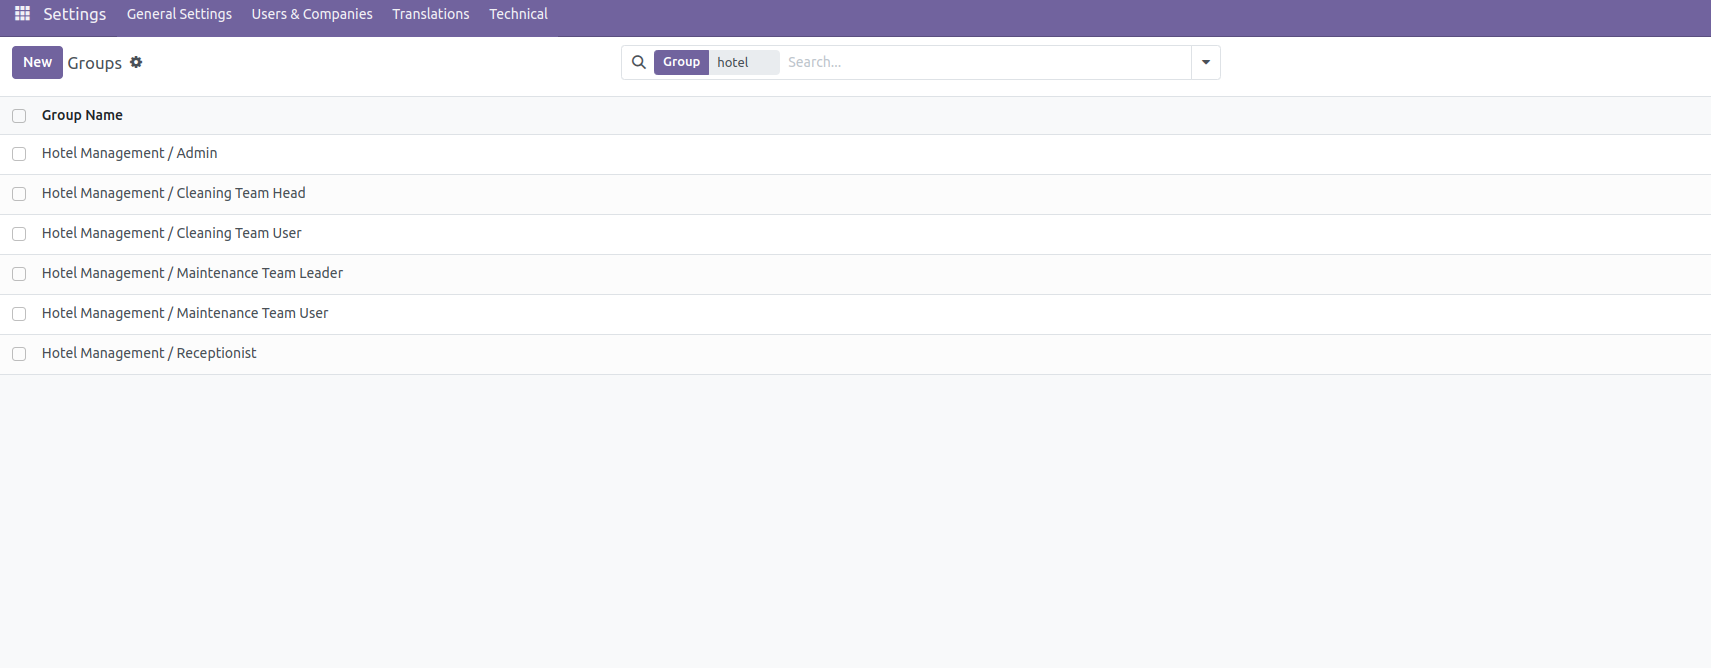 Settings General Settings Users & Companies Translations Technical
New Groups Group hotel Search...
Group Name
Hotel Management / Admin
Hotel Management / Cleaning Team Head
Hotel Management / Cleaning Team User
Hotel Management / Maintenance Team Leader
Hotel Management / Maintenance Team User
Hotel Management / Receptionist